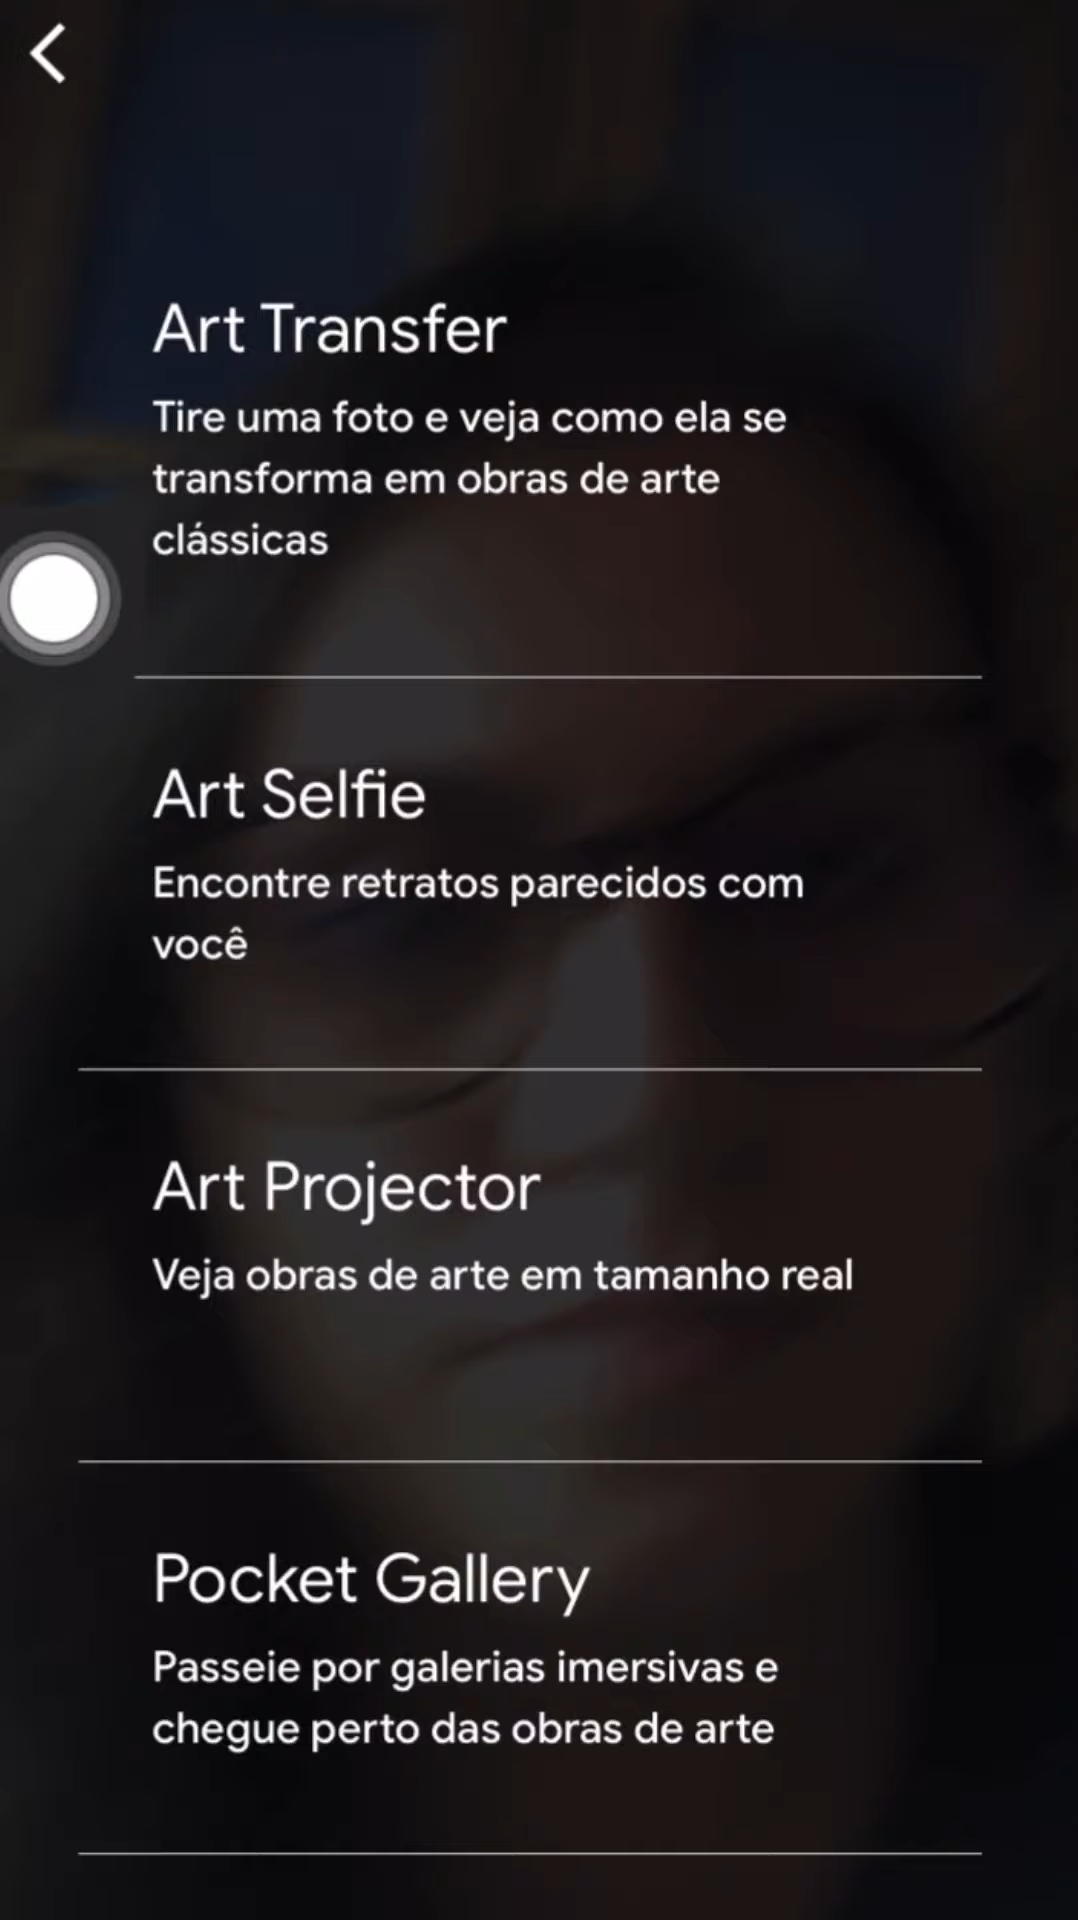 Art Transfer
Tire uma foto e veja como ela se
transforma em obras de arte
clássicas
Art Selfie
Encontre retratos parecidos com
você
Art Projector
Veja obras de arte em tamanho real
Pocket Gallery
Passeie por galerias imersivas e
chegue perto das obras de arte